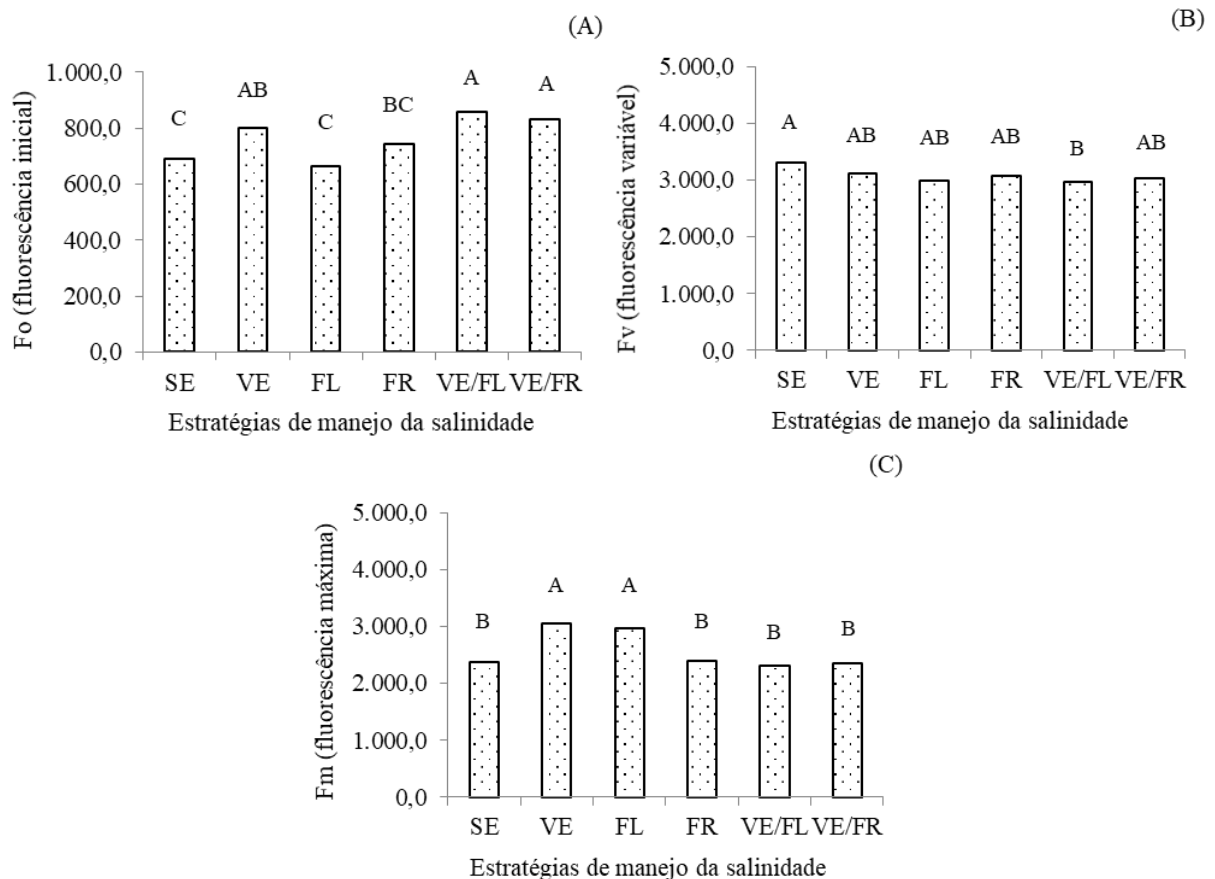 (A)
Fo (fluorescência inicial)
1.000,0
800,0
600,0
400,0
200,0
0,0
C
AB
C
BC
A
A
SE VE FL FR VE/FL VE/FR
Estratégias de manejo da salinidade
(B)
Fv (fluorescência variável)
5.000,0
4.000,0
3.000,0
2.000,0
1.000,0
0,0
A
AB
AB
AB
B
AB
SE VE FL FR VE/FL VE/FR
Estratégias de manejo da salinidade
(C)
Fm (fluorescência máxima)
5.000,0
4.000,0
3.000,0
2.000,0
1.000,0
0,0
B
A
A
B
B
B
SE VE FL FR VE/FL VE/FR
Estratégias de manejo da salinidade